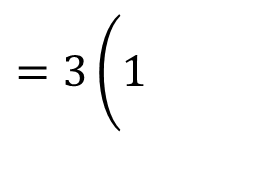 = 3 (1